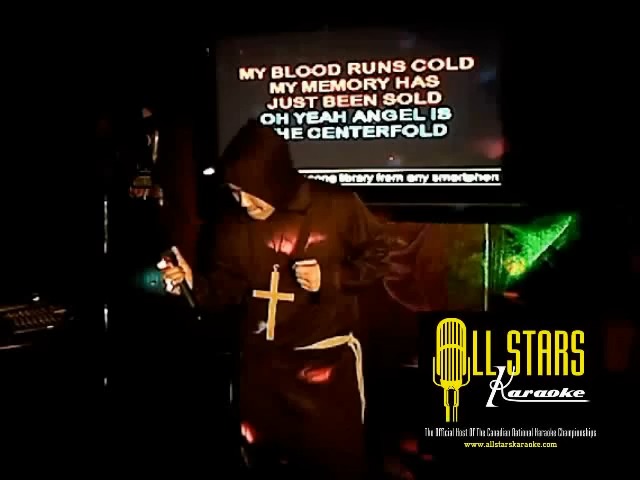 MY BLOOD RUNS COLD
MY MEMORY HAS
JUST BEEN SOLD
OH YEAH ANGEL IS
THE CENTERFOLD
song library from any smartphon
ALL STARS
Karaoke
The Official Host Of The Canadian National Karaoke Championships
www.allstarskaraoke.com